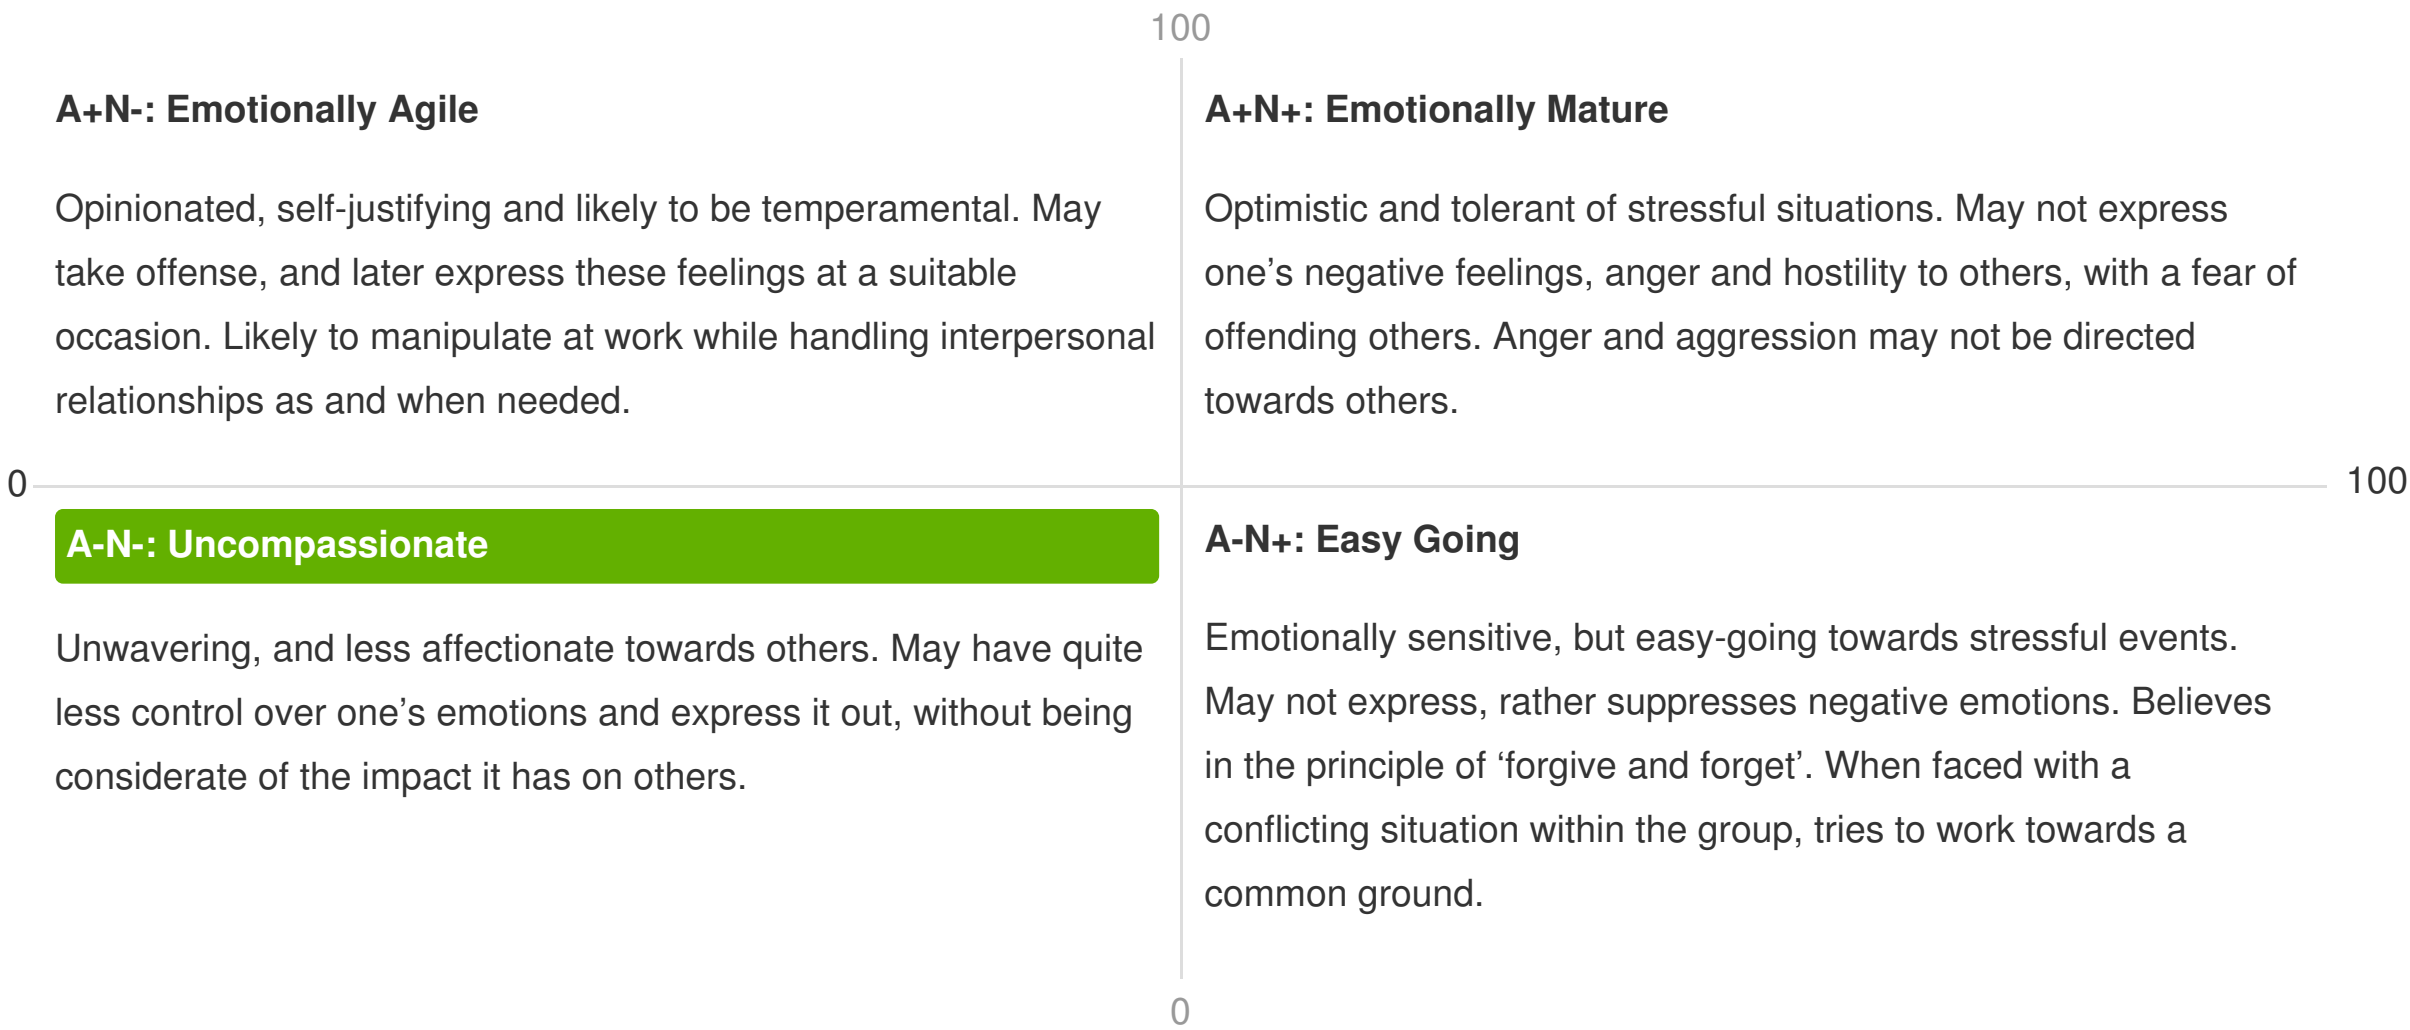 100
A+N-: Emotionally Agile
Opinionated, self-justifying and likely to be temperamental. May
take offense, and later express these feelings at a suitable
occasion. Likely to manipulate at work while handling interpersonal
relationships as and when needed.
A+N+: Emotionally Mature
Optimistic and tolerant of stressful situations. May not express
one’s negative feelings, anger and hostility to others, with a fear of
offending others. Anger and aggression may not be directed
towards others.
0
100
A-N-: Uncompassionate
Unwavering, and less affectionate towards others. May have quite
less control over one’s emotions and express it out, without being
considerate of the impact it has on others.
A-N+: Easy Going
Emotionally sensitive, but easy-going towards stressful events.
May not express, rather suppresses negative emotions. Believes
in the principle of ‘forgive and forget’. When faced with a
conflicting situation within the group, tries to work towards a
common ground.
0